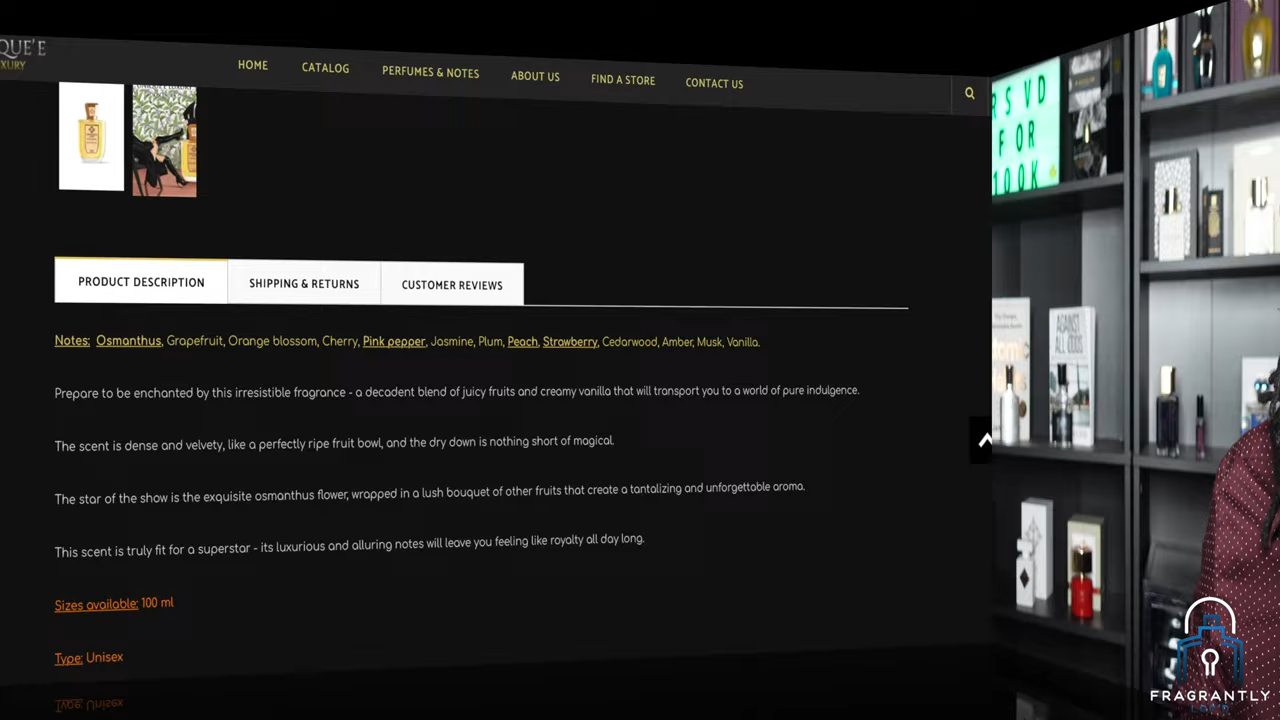 QUE'E
XURY
HOME
CATALOG
PERFUMES & NOTES
ABOUT US
FIND A STORE
CONTACT US
PRODUCT DESCRIPTION
SHIPPING & RETURNS
CUSTOMER REVIEWS
Notes: Osmanthus, Grapefruit, Orange blossom, Cherry, Pink pepper, Jasmine, Plum, Peach, Strawberry, Cedarwood, Amber, Musk, Vanilla.
Prepare to be enchanted by this irresistible fragrance - a decadent blend of juicy fruits and creamy vanilla that will transport you to a world of pure indulgence.
The scent is dense and velvety, like a perfectly ripe fruit bowl, and the dry down is nothing short of magical.
The star of the show is the exquisite osmanthus flower, wrapped in a lush bouquet of other fruits that create a tantalizing and unforgettable aroma.
This scent is truly fit for a superstar - its luxurious and alluring notes will leave you feeling like royalty all day long.
Sizes available: 100 ml
Type: Unisex
RS VD
FOR
100K
AGAINST
ALL ODDS
FRAGRANTLY